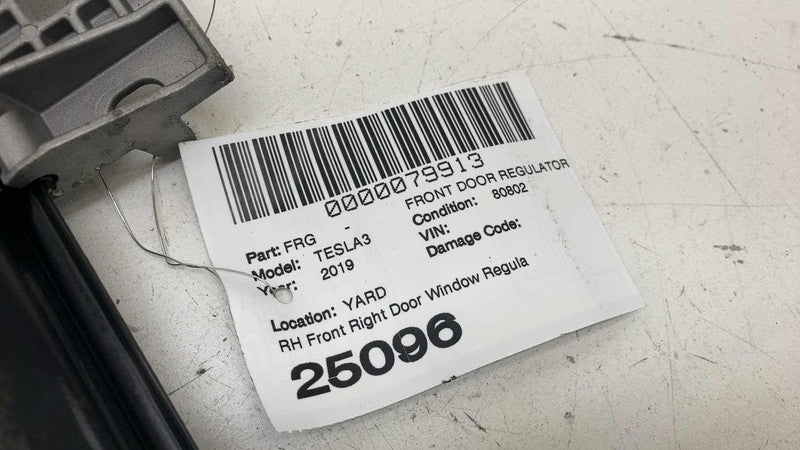 0000079913
FRONT DOOR REGULATOR
Part: FRG -
Condition: 80802
Model: TESLA3
VIN:
Year: 2019
Damage Code:
Location: YARD
RH Front Right Door Window Regula
25096